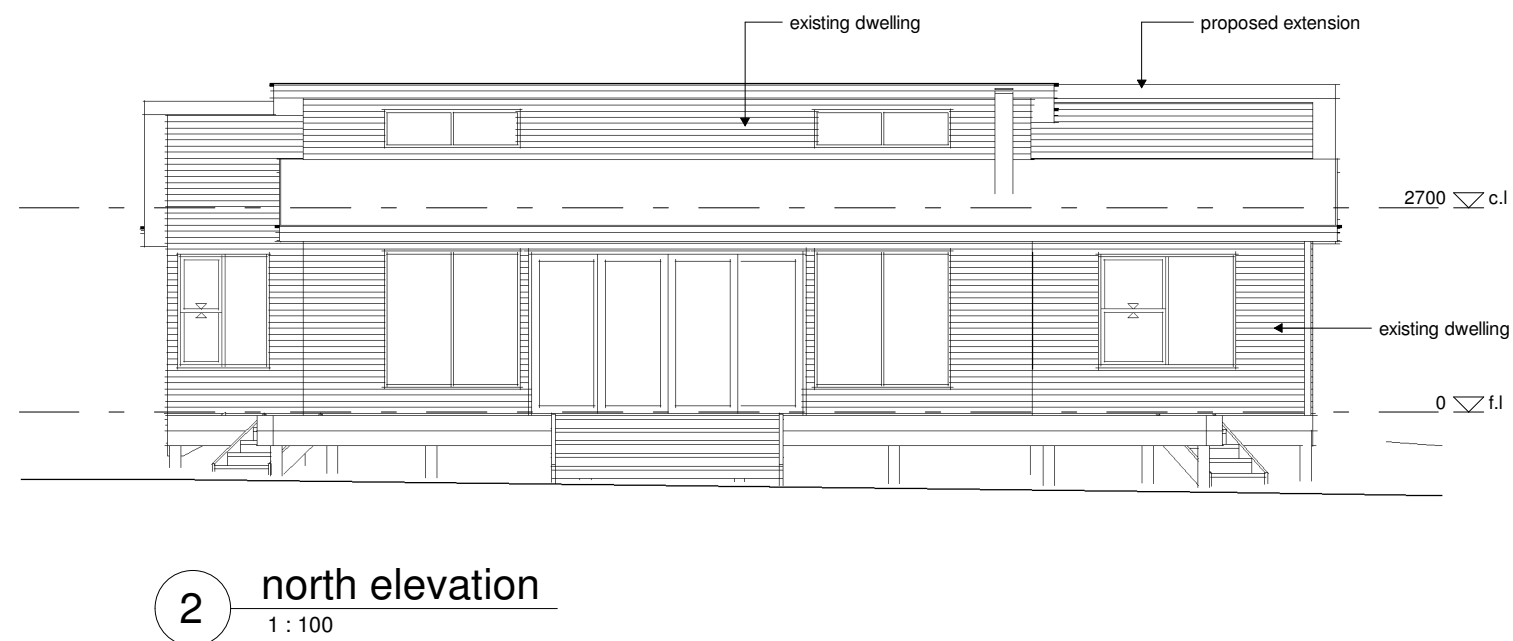 existing dwelling
proposed extension
2700 c.l
existing dwelling
0 f.l
2 north elevation
1 : 100